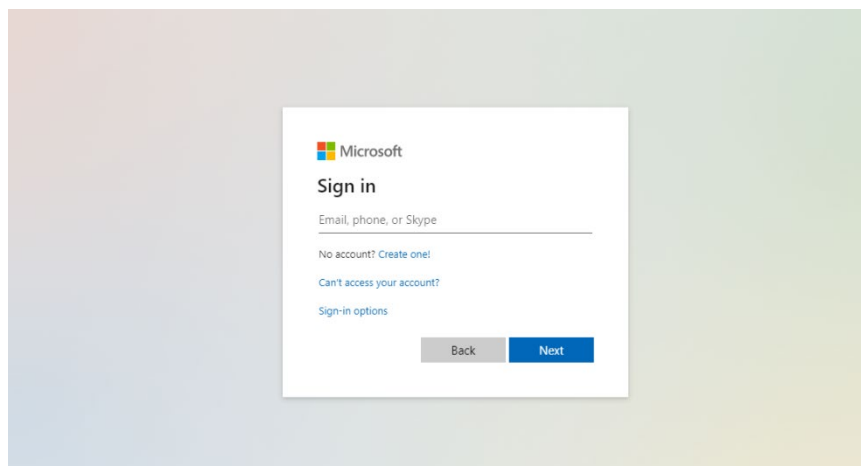 Microsoft
Sign in
Email, phone, or Skype
No account? Create one!
Can't access your account?
Sign-in options
Back Next